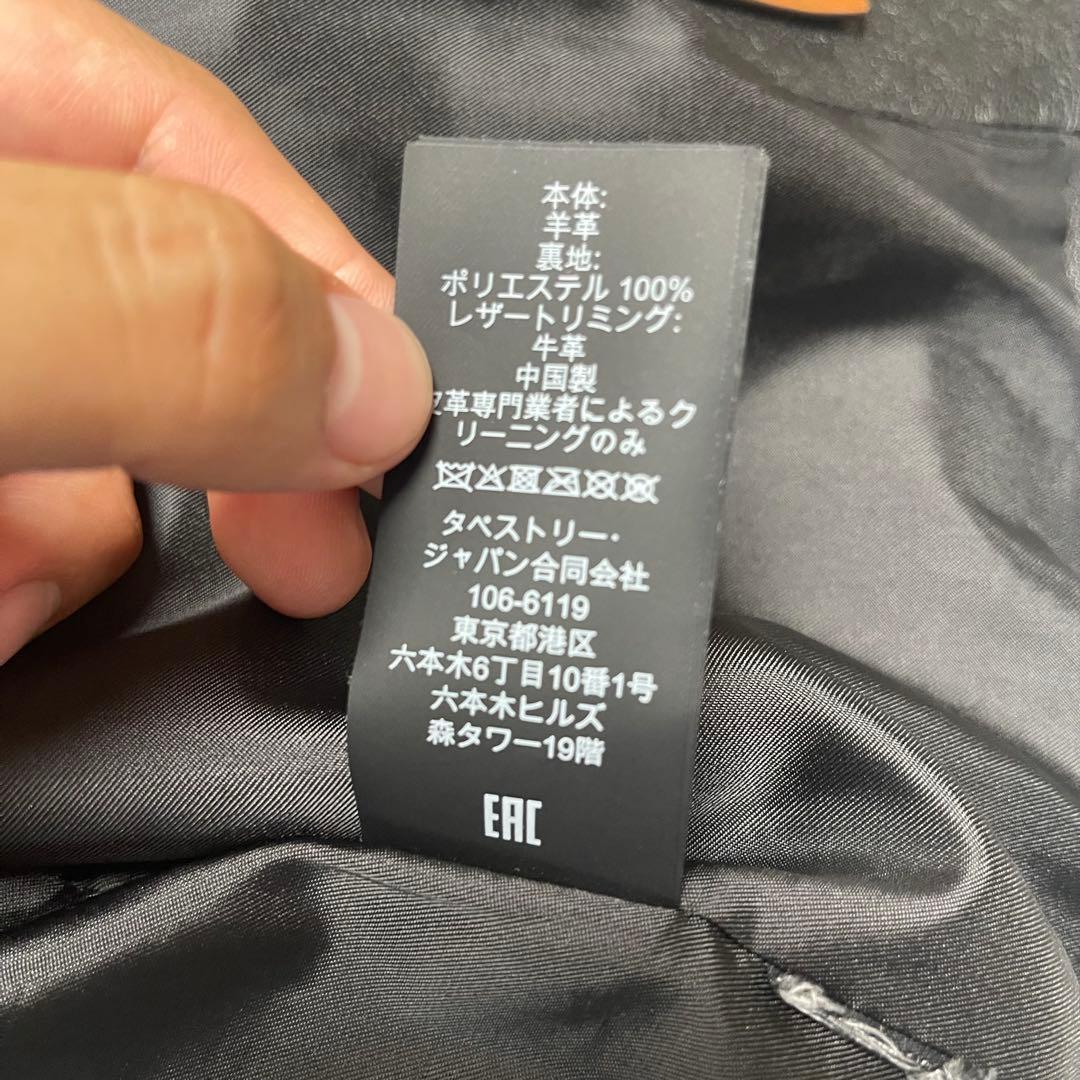 本体:
羊革
裏地:
ポリエステル 100%
レザートリミング:
牛革
中国製
皮革専門業者によるク
リーニングのみ
タペストリー・
ジャパン合同会社
106-6119
東京都港区
六本木6丁目10番1号
六本木ヒルズ
森タワー19階
EAC